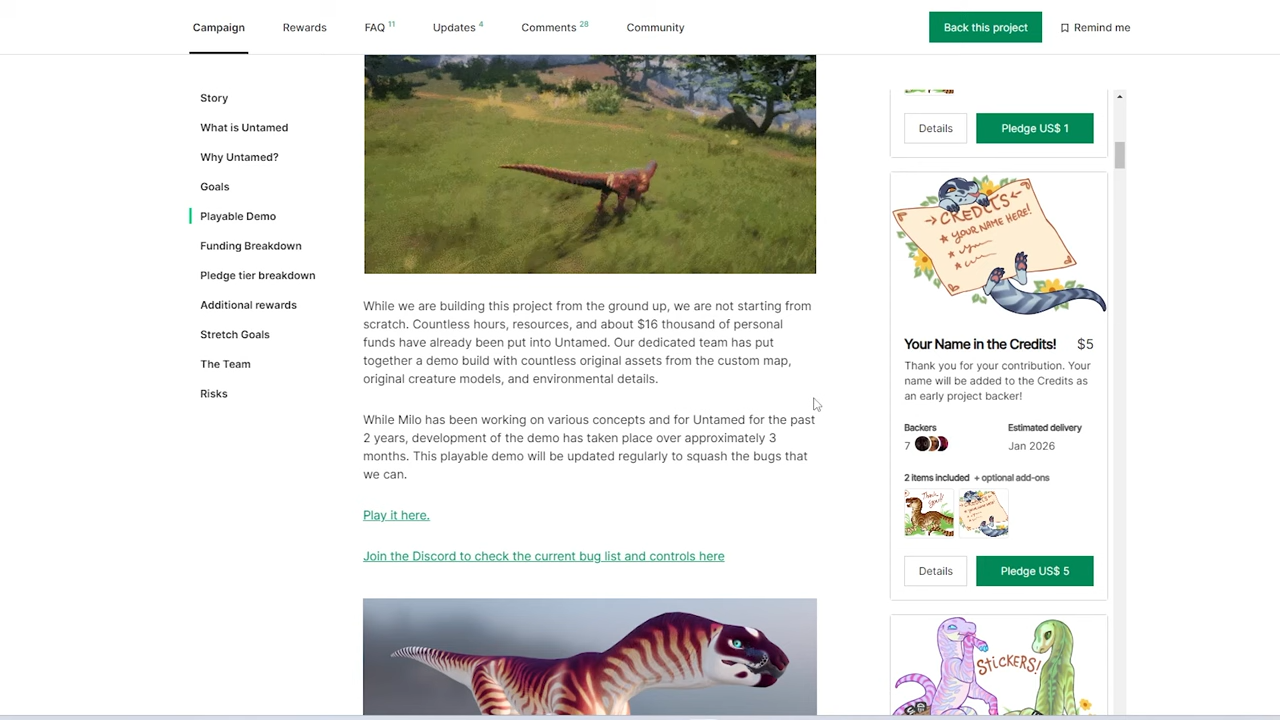 Campaign
Rewards
FAQ 11
Updates 4
Comments 28
Community
Back this project
Remind me
Story
What is Untamed
Why Untamed?
Goals
Playable Demo
Funding Breakdown
Pledge tier breakdown
Additional rewards
Stretch Goals
The Team
Risks
While we are building this project from the ground up, we are not starting from
scratch. Countless hours, resources, and about $16 thousand of personal
funds have already been put into Untamed. Our dedicated team has put
together a demo build with countless original assets from the custom map,
original creature models, and environmental details.
While Milo has been working on various concepts and for Untamed for the past
2 years, development of the demo has taken place over approximately 3
months. This playable demo will be updated regularly to squash the bugs that
we can.
Play it here.
Join the Discord to check the current bug list and controls here
Details
Pledge US$ 1
CREDITS
YOUR NAME HERE!
Your Name in the Credits! $5
Thank you for your contribution. Your
name will be added to the Credits as
an early project backer!
Backers
7
Estimated delivery
Jan 2026
2 items included + optional add-ons
Details
Pledge US$ 5
STICKERS!